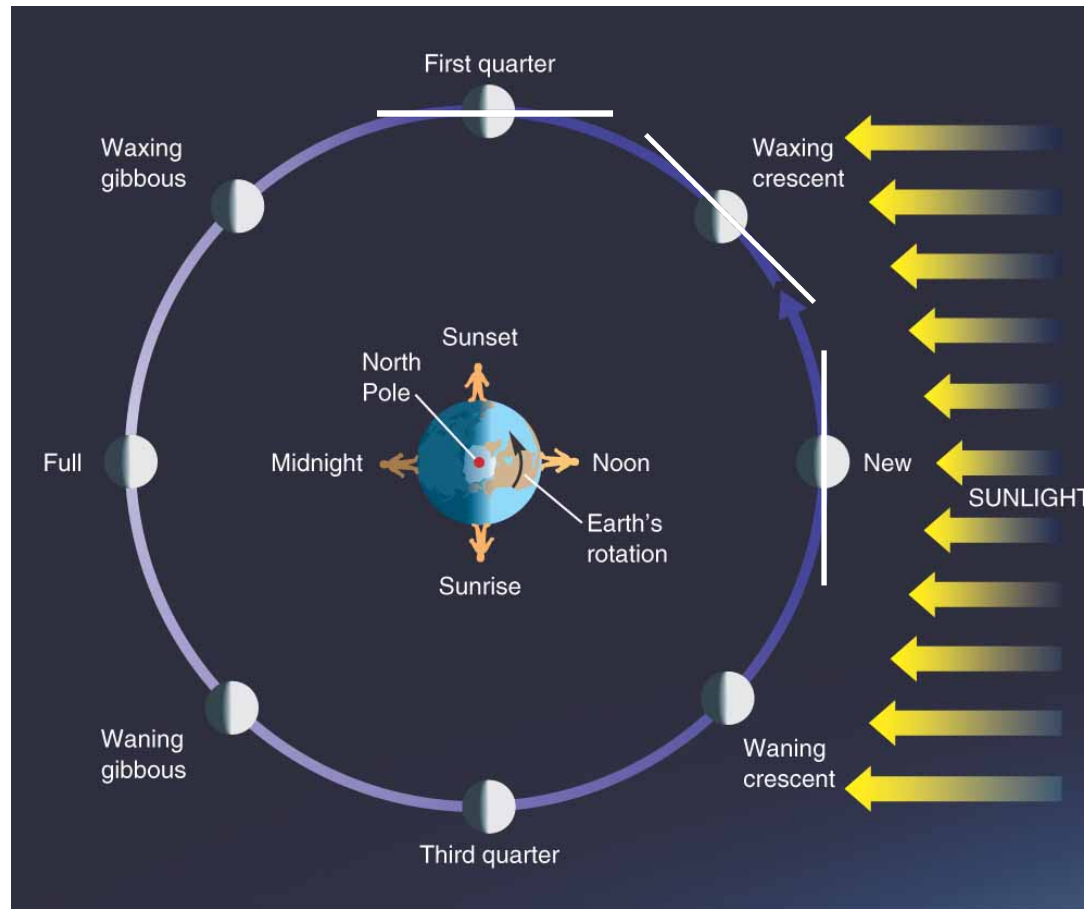 First quarter
Waxing
gibbous
Waxing
crescent
Sunset
North
Pole
Full
Midnight
Noon
New
SUNLIGHT
Earth's
rotation
Sunrise
Waning
gibbous
Waning
crescent
Third quarter